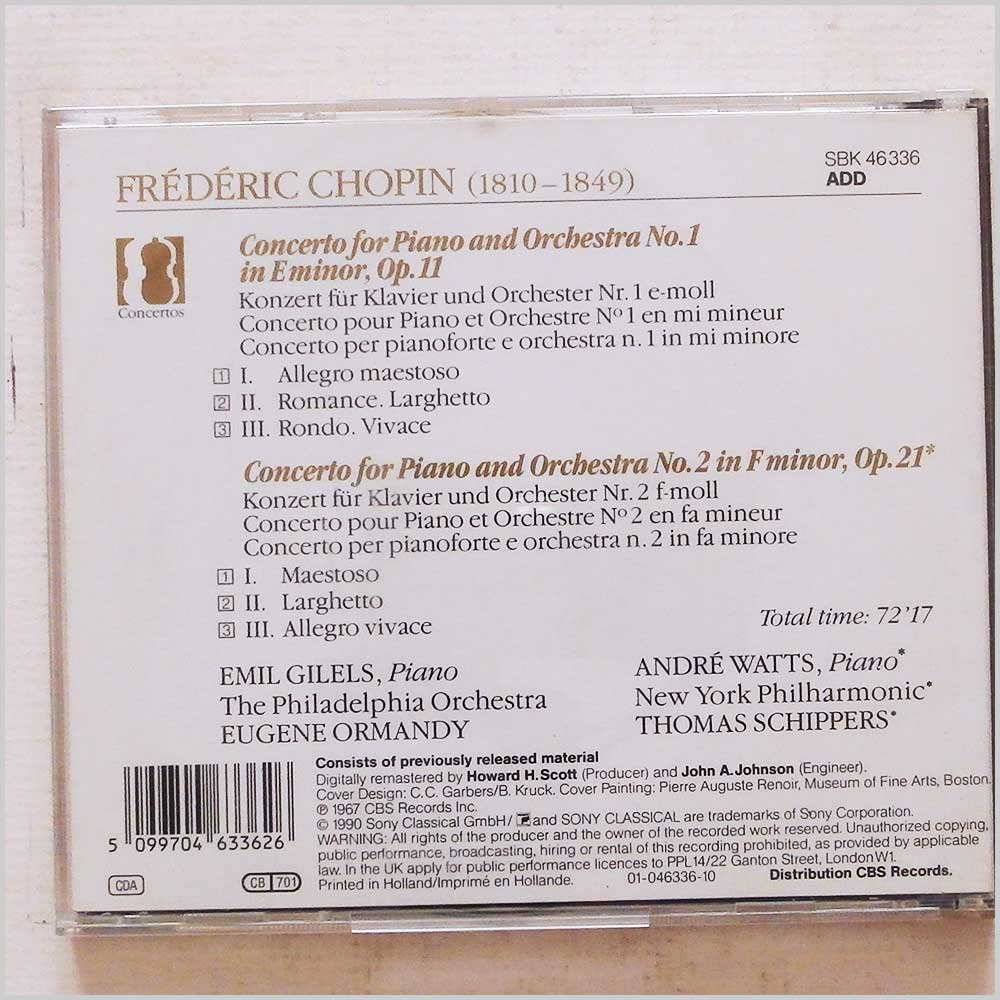 FRÉDÉRIC CHOPIN (1810–1849)
SBK 46336
ADD
Concertos
Concerto for Piano and Orchestra No.1
in E minor, Op.11
Konzert für Klavier und Orchester Nr. 1 e-moll
Concerto pour Piano et Orchestre Nº 1 en mi mineur
Concerto per pianoforte e orchestra n. 1 in mi minore
1 I. Allegro maestoso
2 II. Romance. Larghetto
3 III. Rondo. Vivace
Concerto for Piano and Orchestra No.2 in F minor, Op.21*
Konzert für Klavier und Orchester Nr. 2 f-moll
Concerto pour Piano et Orchestre Nº 2 en fa mineur
Concerto per pianoforte e orchestra n. 2 in fa minore
1 I. Maestoso
2 II. Larghetto
3 III. Allegro vivace
Total time: 72'17
EMIL GILELS, Piano
The Philadelphia Orchestra
EUGENE ORMANDY
ANDRÉ WATTS, Piano*
New York Philharmonic*
THOMAS SCHIPPERS*
Consists of previously released material
Digitally remastered by Howard H. Scott (Producer) and John A. Johnson (Engineer).
Cover Design: C.C. Garbers/B. Kruck. Cover Painting: Pierre Auguste Renoir, Museum of Fine Arts, Boston.
℗ 1967 CBS Records Inc.
© 1990 Sony Classical GmbH/ and SONY CLASSICAL are trademarks of Sony Corporation.
WARNING: All rights of the producer and the owner of the recorded work reserved. Unauthorized copying,
public performance, broadcasting, hiring or rental of this recording prohibited, as provided by applicable
law. In the UK apply for public performance licences to PPL 14/22 Ganton Street, London W1.
Printed in Holland/Imprimé en Hollande. 01-046336-10 Distribution CBS Records.
5 099704 633626
CDA
CB 701